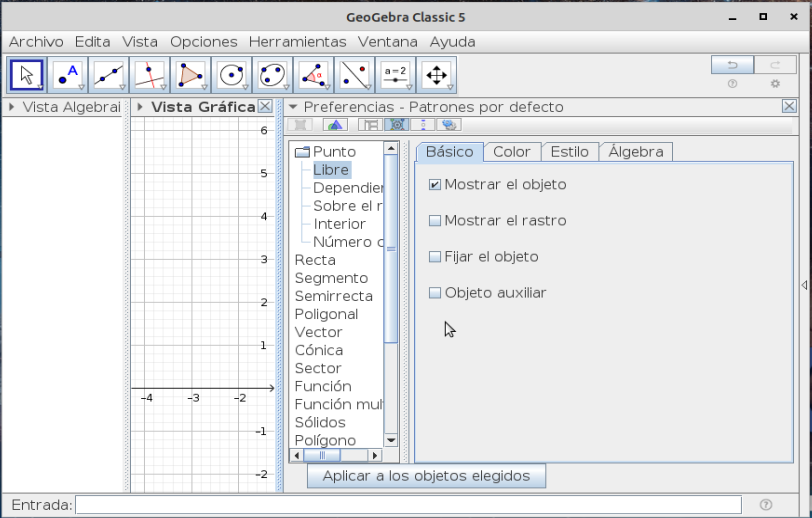 GeoGebra Classic 5
Archivo Edita Vista Opciones Herramientas Ventana Ayuda
A
a=2
Vista Algebrai
Vista Gráfica
Preferencias - Patrones por defecto
6
5
4
3
2
1
-4 -3 -2
-1
-2
Punto
Libre
Dependier
Sobre el r
Interior
Número c
Recta
Segmento
Semirrecta
Poligonal
Vector
Cónica
Sector
Función
Función mul
Sólidos
Polígono
Básico Color Estilo Álgebra
Mostrar el objeto
Mostrar el rastro
Fijar el objeto
Objeto auxiliar
Aplicar a los objetos elegidos
Entrada: